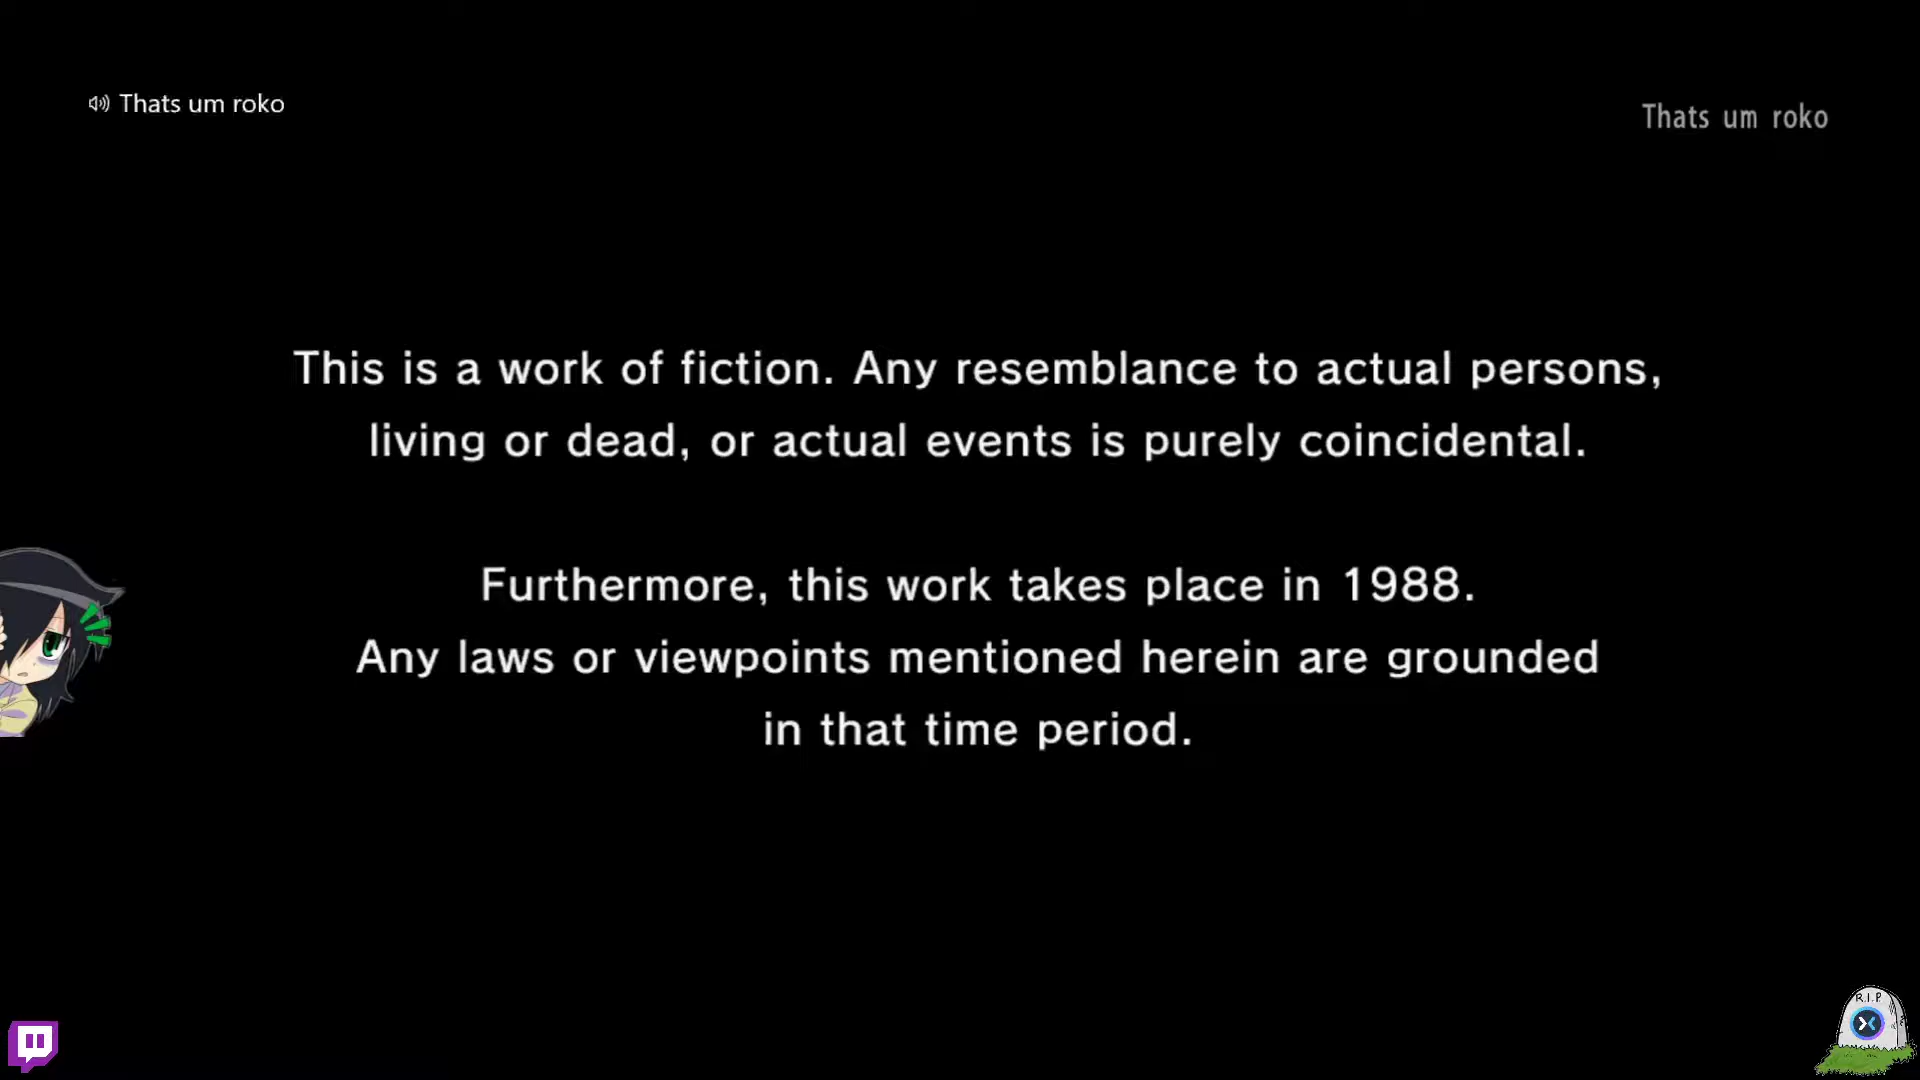 Thats um roko
Thats um roko
This is a work of fiction. Any resemblance to actual persons,
living or dead, or actual events is purely coincidental.
Furthermore, this work takes place in 1988.
Any laws or viewpoints mentioned herein are grounded
in that time period.
R.I.P.